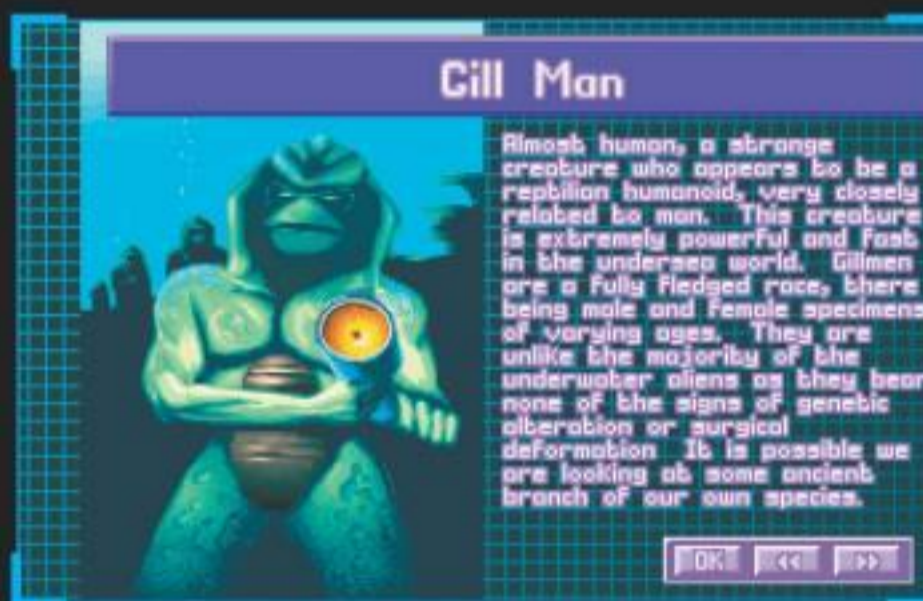 Gill Man
Almost human, a strange
creature who appears to be a
reptilian humanoid, very closely
related to man. This creature
is extremely powerful and fast
in the undersea world. Gillmen
are a fully fledged race, there
being male and female specimens
of varying ages. They are
unlike the majority of the
underwater aliens as they bear
none of the signs of genetic
alteration or surgical
deformation It is possible we
are looking at some ancient
branch of our own species.
OK << >>